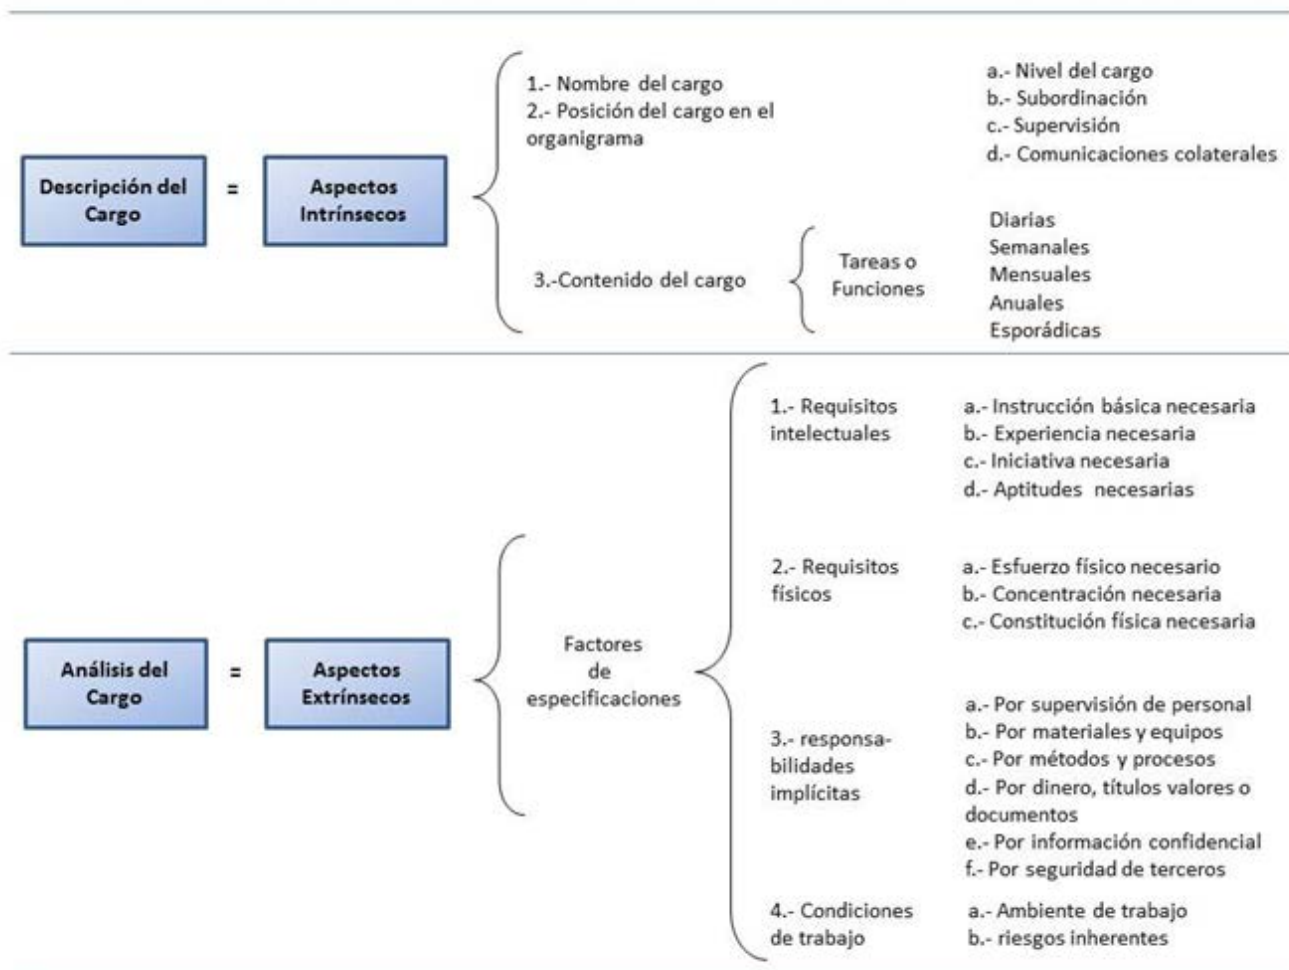 Descripción del
Cargo
=
Aspectos
Intrínsecos
1.- Nombre del cargo
2.- Posición del cargo en el
organigrama
a.- Nivel del cargo
b.- Subordinación
c.- Supervisión
d.- Comunicaciones colaterales
3.-Contenido del cargo
Tareas o
Funciones
Diarias
Semanales
Mensuales
Anuales
Esporádicas
Análisis del
Cargo
=
Aspectos
Extrínsecos
Factores
de
especificaciones
1.- Requisitos
intelectuales
a.- Instrucción básica necesaria
b.- Experiencia necesaria
c.- Iniciativa necesaria
d.- Aptitudes necesarias
2.- Requisitos
físicos
a.- Esfuerzo físico necesario
b.- Concentración necesaria
c.- Constitución física necesaria
3.- responsa-
bilidades
implícitas
a.- Por supervisión de personal
b.- Por materiales y equipos
c.- Por métodos y procesos
d.- Por dinero, títulos valores o
documentos
e.- Por información confidencial
f.- Por seguridad de terceros
4.- Condiciones
de trabajo
a.- Ambiente de trabajo
b.- riesgos inherentes